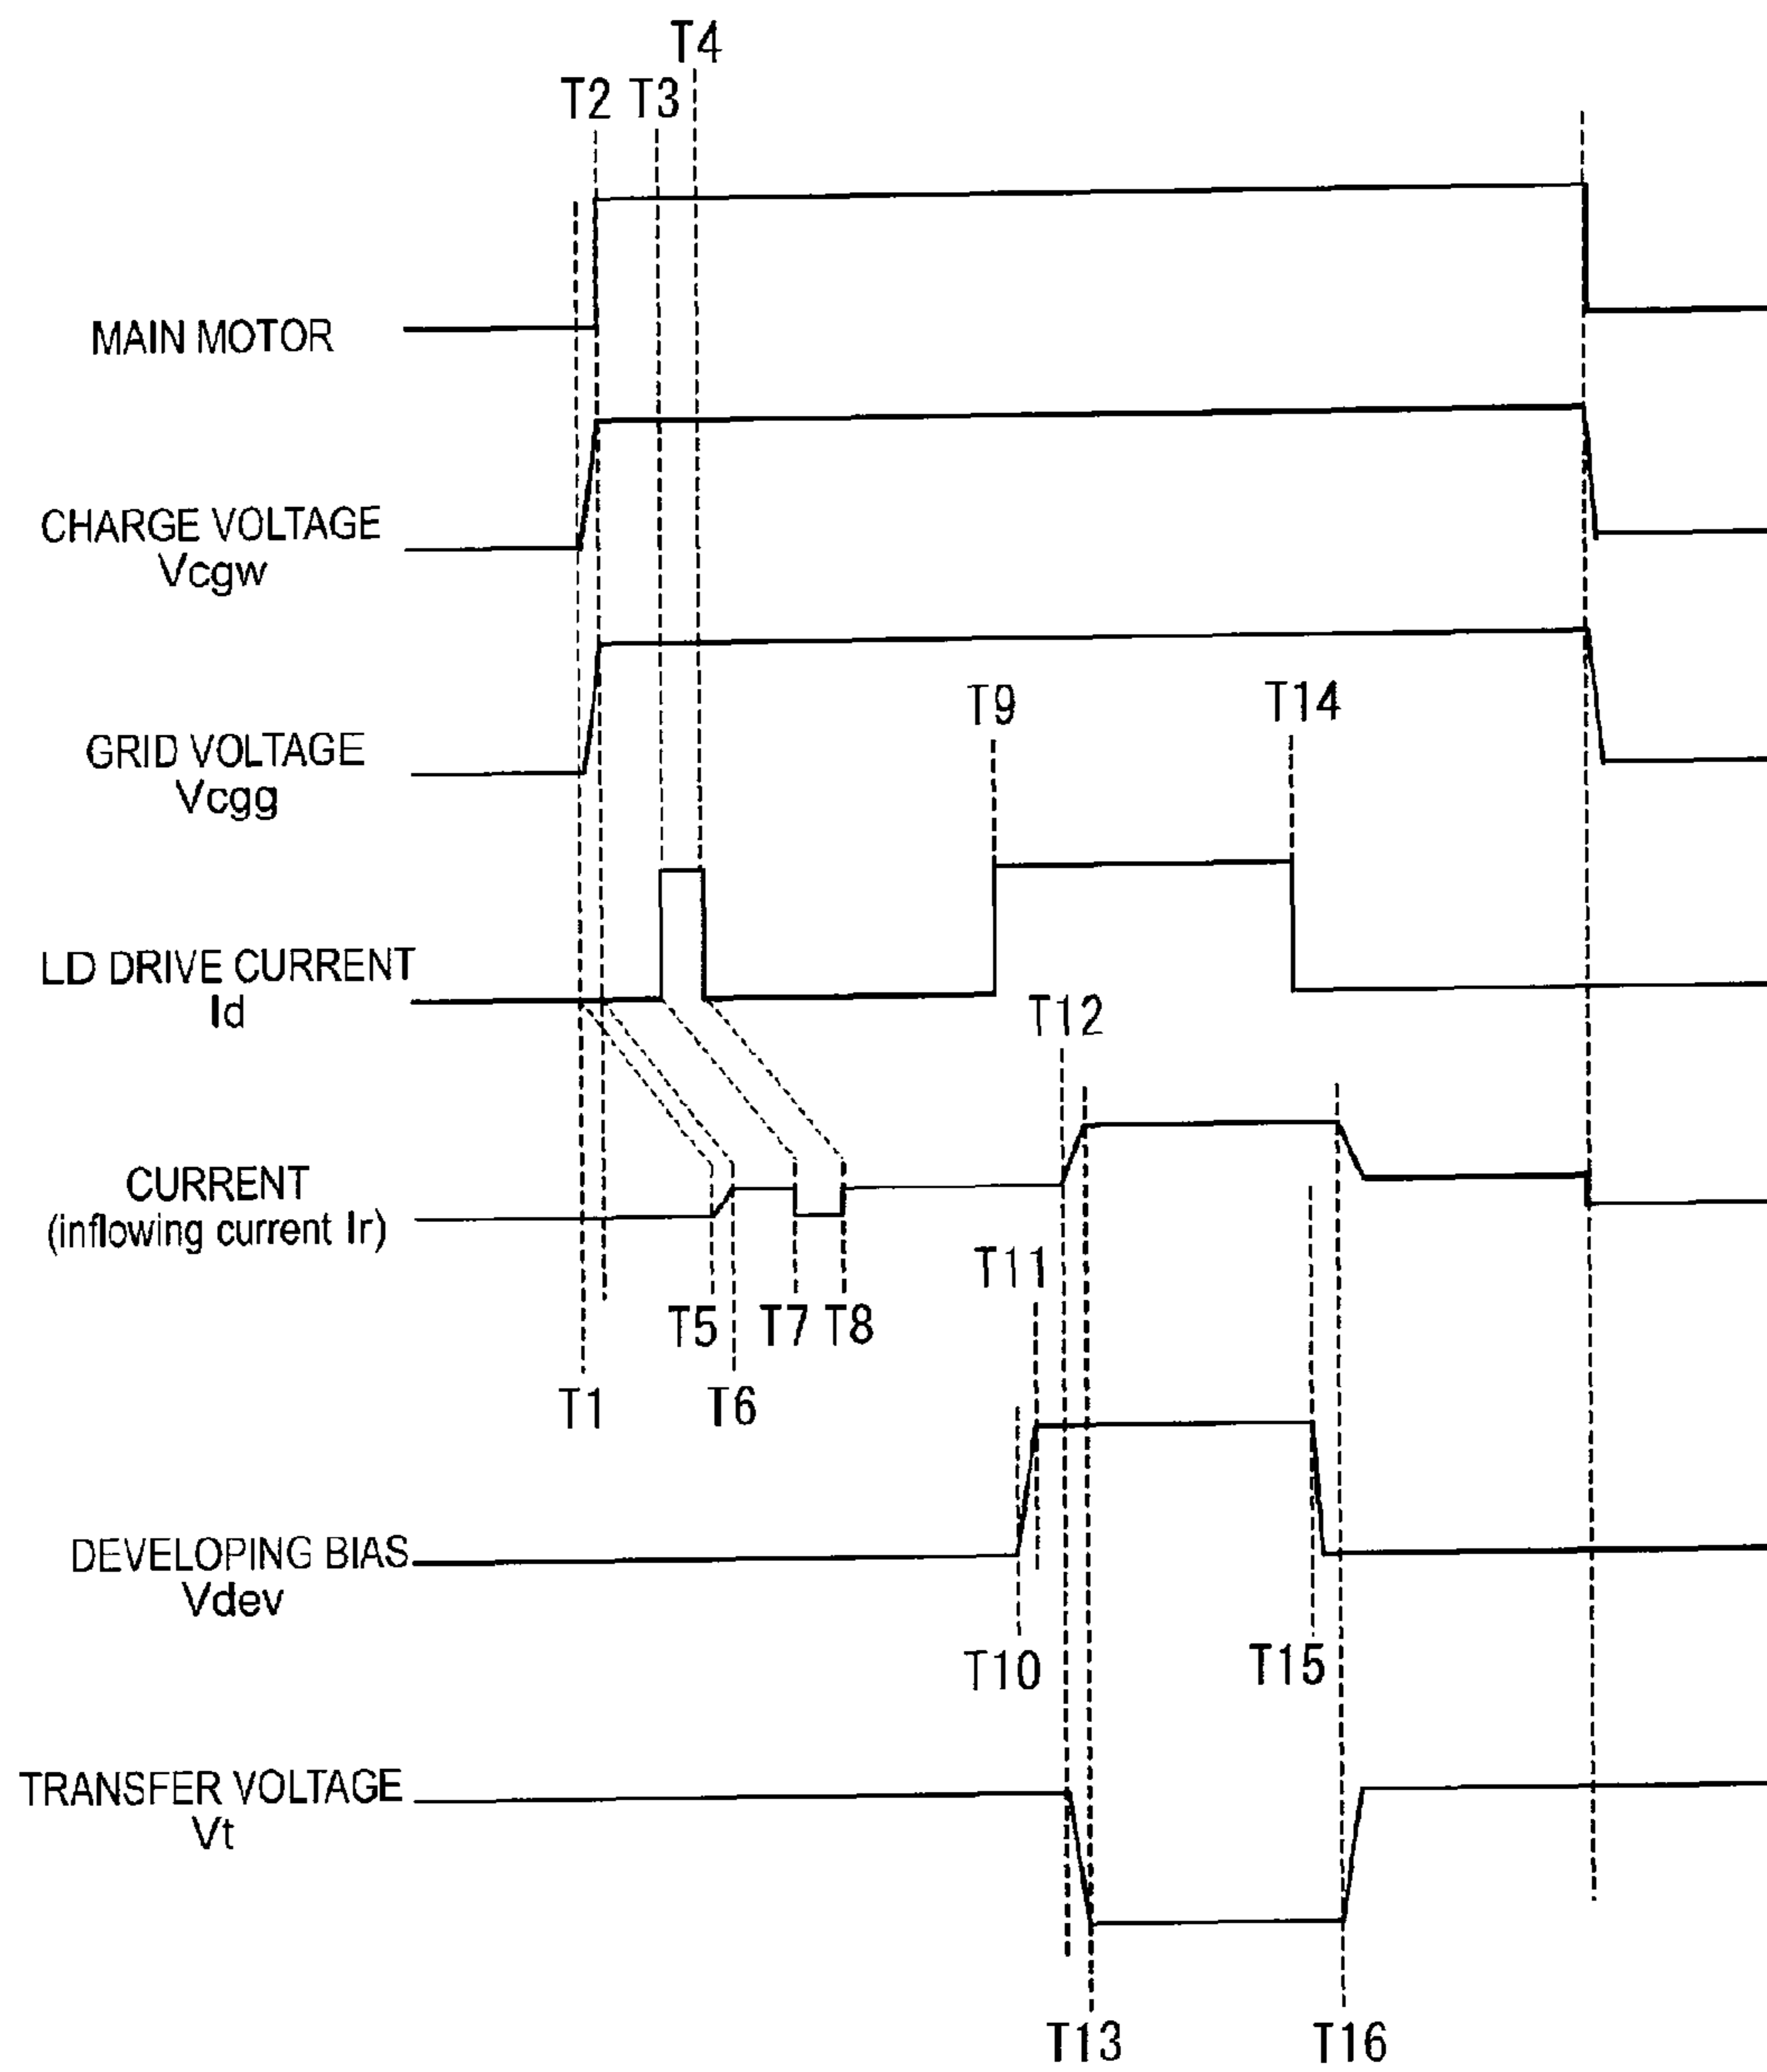 T4
T2 T3
MAIN MOTOR
CHARGE VOLTAGE
Vcgw
GRID VOLTAGE
Vcgg
T9
T14
LD DRIVE CURRENT
Id
T12
CURRENT
(inflowing current Ir)
T11
T5 T7 T8
T1
T6
DEVELOPING BIAS
Vdev
T10
T15
TRANSFER VOLTAGE
Vt
T13
T16